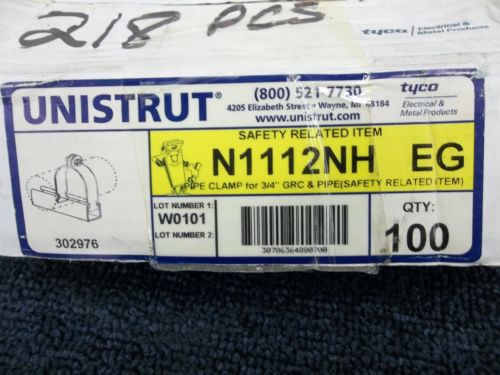 218 PCS
tyco Electrical &
Metal Products
UNISTRUT®
(800) 521-7730
4205 Elizabeth Street • Wayne, MI 48184
www.unistrut.com
tyco
Electrical &
Metal Products
SAFETY RELATED ITEM
N1112NH EG
PIPE CLAMP for 3/4" GRC & PIPE(SAFETY RELATED ITEM)
LOT NUMBER 1:
W0101
LOT NUMBER 2:
30786364880700
QTY:
100
302976